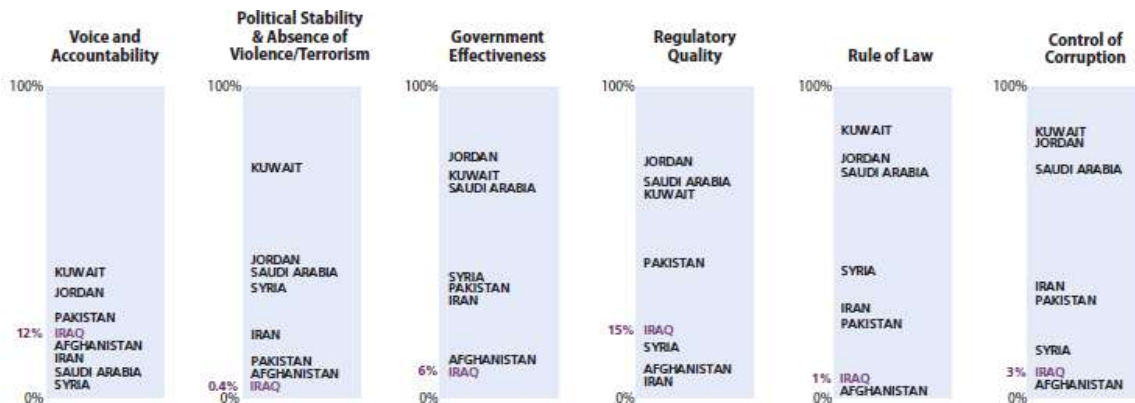 Voice and
Accountability
100%
KUWAIT
JORDAN
PAKISTAN
12% IRAQ
AFGHANISTAN
IRAN
SAUDI ARABIA
SYRIA
0%
Political Stability
& Absence of
Violence/Terrorism
100%
KUWAIT
JORDAN
SAUDI ARABIA
SYRIA
IRAN
PAKISTAN
AFGHANISTAN
0.4% IRAQ
0%
Government
Effectiveness
100%
JORDAN
KUWAIT
SAUDI ARABIA
SYRIA
PAKISTAN
IRAN
AFGHANISTAN
6% IRAQ
0%
Regulatory
Quality
100%
JORDAN
SAUDI ARABIA
KUWAIT
PAKISTAN
15% IRAQ
SYRIA
AFGHANISTAN
IRAN
0%
Rule of Law
100%
KUWAIT
JORDAN
SAUDI ARABIA
SYRIA
IRAN
PAKISTAN
1% IRAQ
AFGHANISTAN
0%
Control of
Corruption
100%
KUWAIT
JORDAN
SAUDI ARABIA
IRAN
PAKISTAN
SYRIA
3% IRAQ
AFGHANISTAN
0%